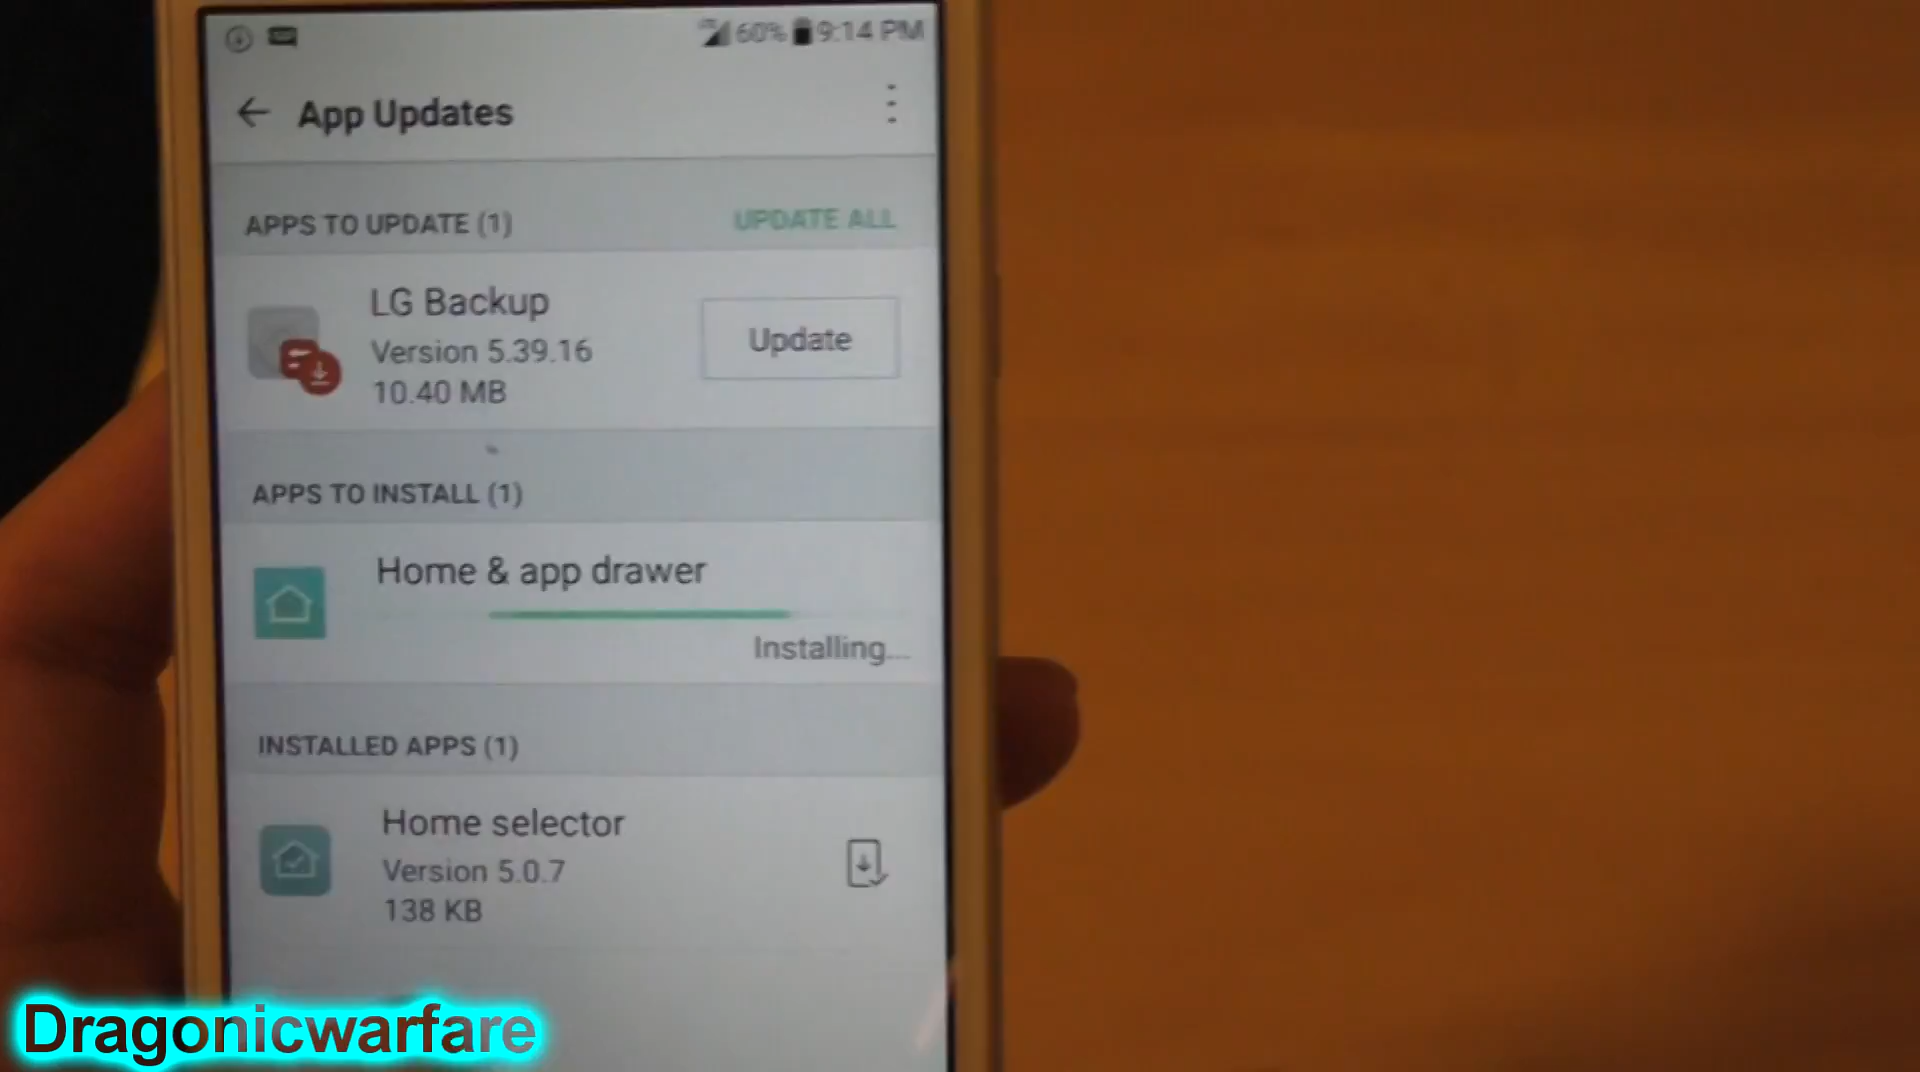 60% 9:14 PM
App Updates
APPS TO UPDATE (1) UPDATE ALL
LG Backup
Version 5.39.16
10.40 MB
Update
APPS TO INSTALL (1)
Home & app drawer
Installing...
INSTALLED APPS (1)
Home selector
Version 5.0.7
138 KB
Dragonicwarfare